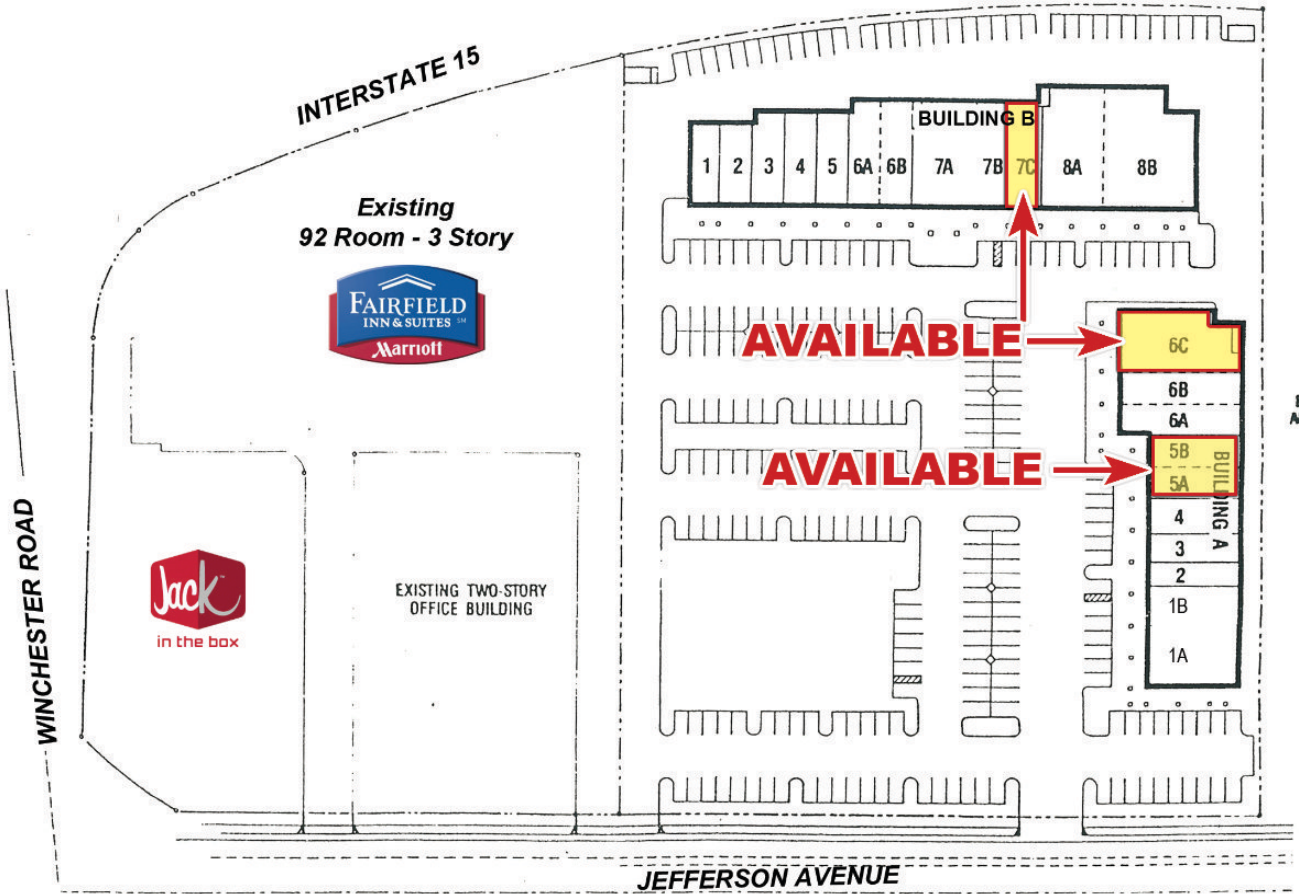 INTERSTATE 15
BUILDING B
1 2 3 4 5 6A 6B 7A 7B 7C 8A 8B
Existing
92 Room - 3 Story
FAIRFIELD
INN & SUITES SM
Marriott
AVAILABLE
6C
6B
6A
AVAILABLE
5B
5A
BUILDING A
4
3
2
1B
1A
WINCHESTER ROAD
Jack™
in the box
EXISTING TWO-STORY
OFFICE BUILDING
JEFFERSON AVENUE